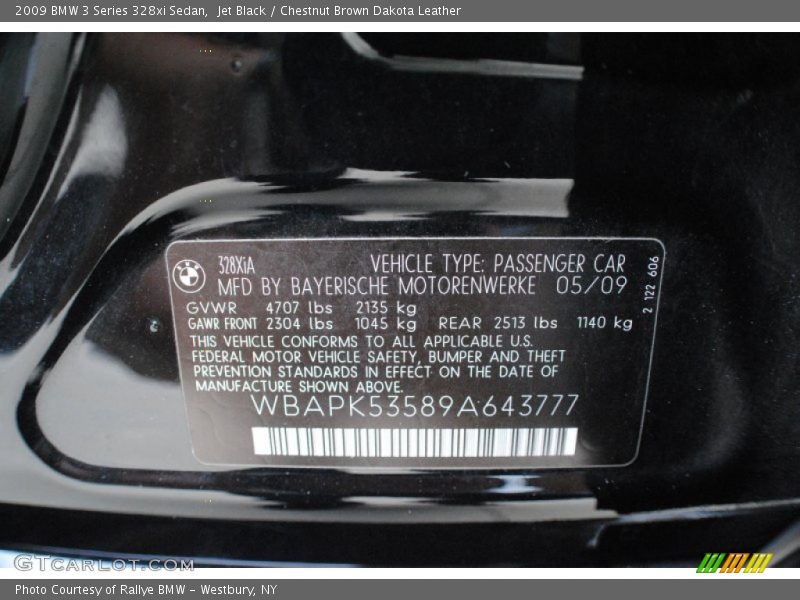 2009 BMW 3 Series 328xi Sedan, Jet Black / Chestnut Brown Dakota Leather
BMW
328XiA VEHICLE TYPE: PASSENGER CAR
MFD BY BAYERISCHE MOTORENWERKE 05/09
GVWR 4707 lbs 2135 kg
GAWR FRONT 2304 lbs 1045 kg REAR 2513 lbs 1140 kg
THIS VEHICLE CONFORMS TO ALL APPLICABLE U.S.
FEDERAL MOTOR VEHICLE SAFETY, BUMPER AND THEFT
PREVENTION STANDARDS IN EFFECT ON THE DATE OF
MANUFACTURE SHOWN ABOVE.
WBAPK53589A643777
2 122 606
GTCARLOT.COM
Photo Courtesy of Rallye BMW - Westbury, NY